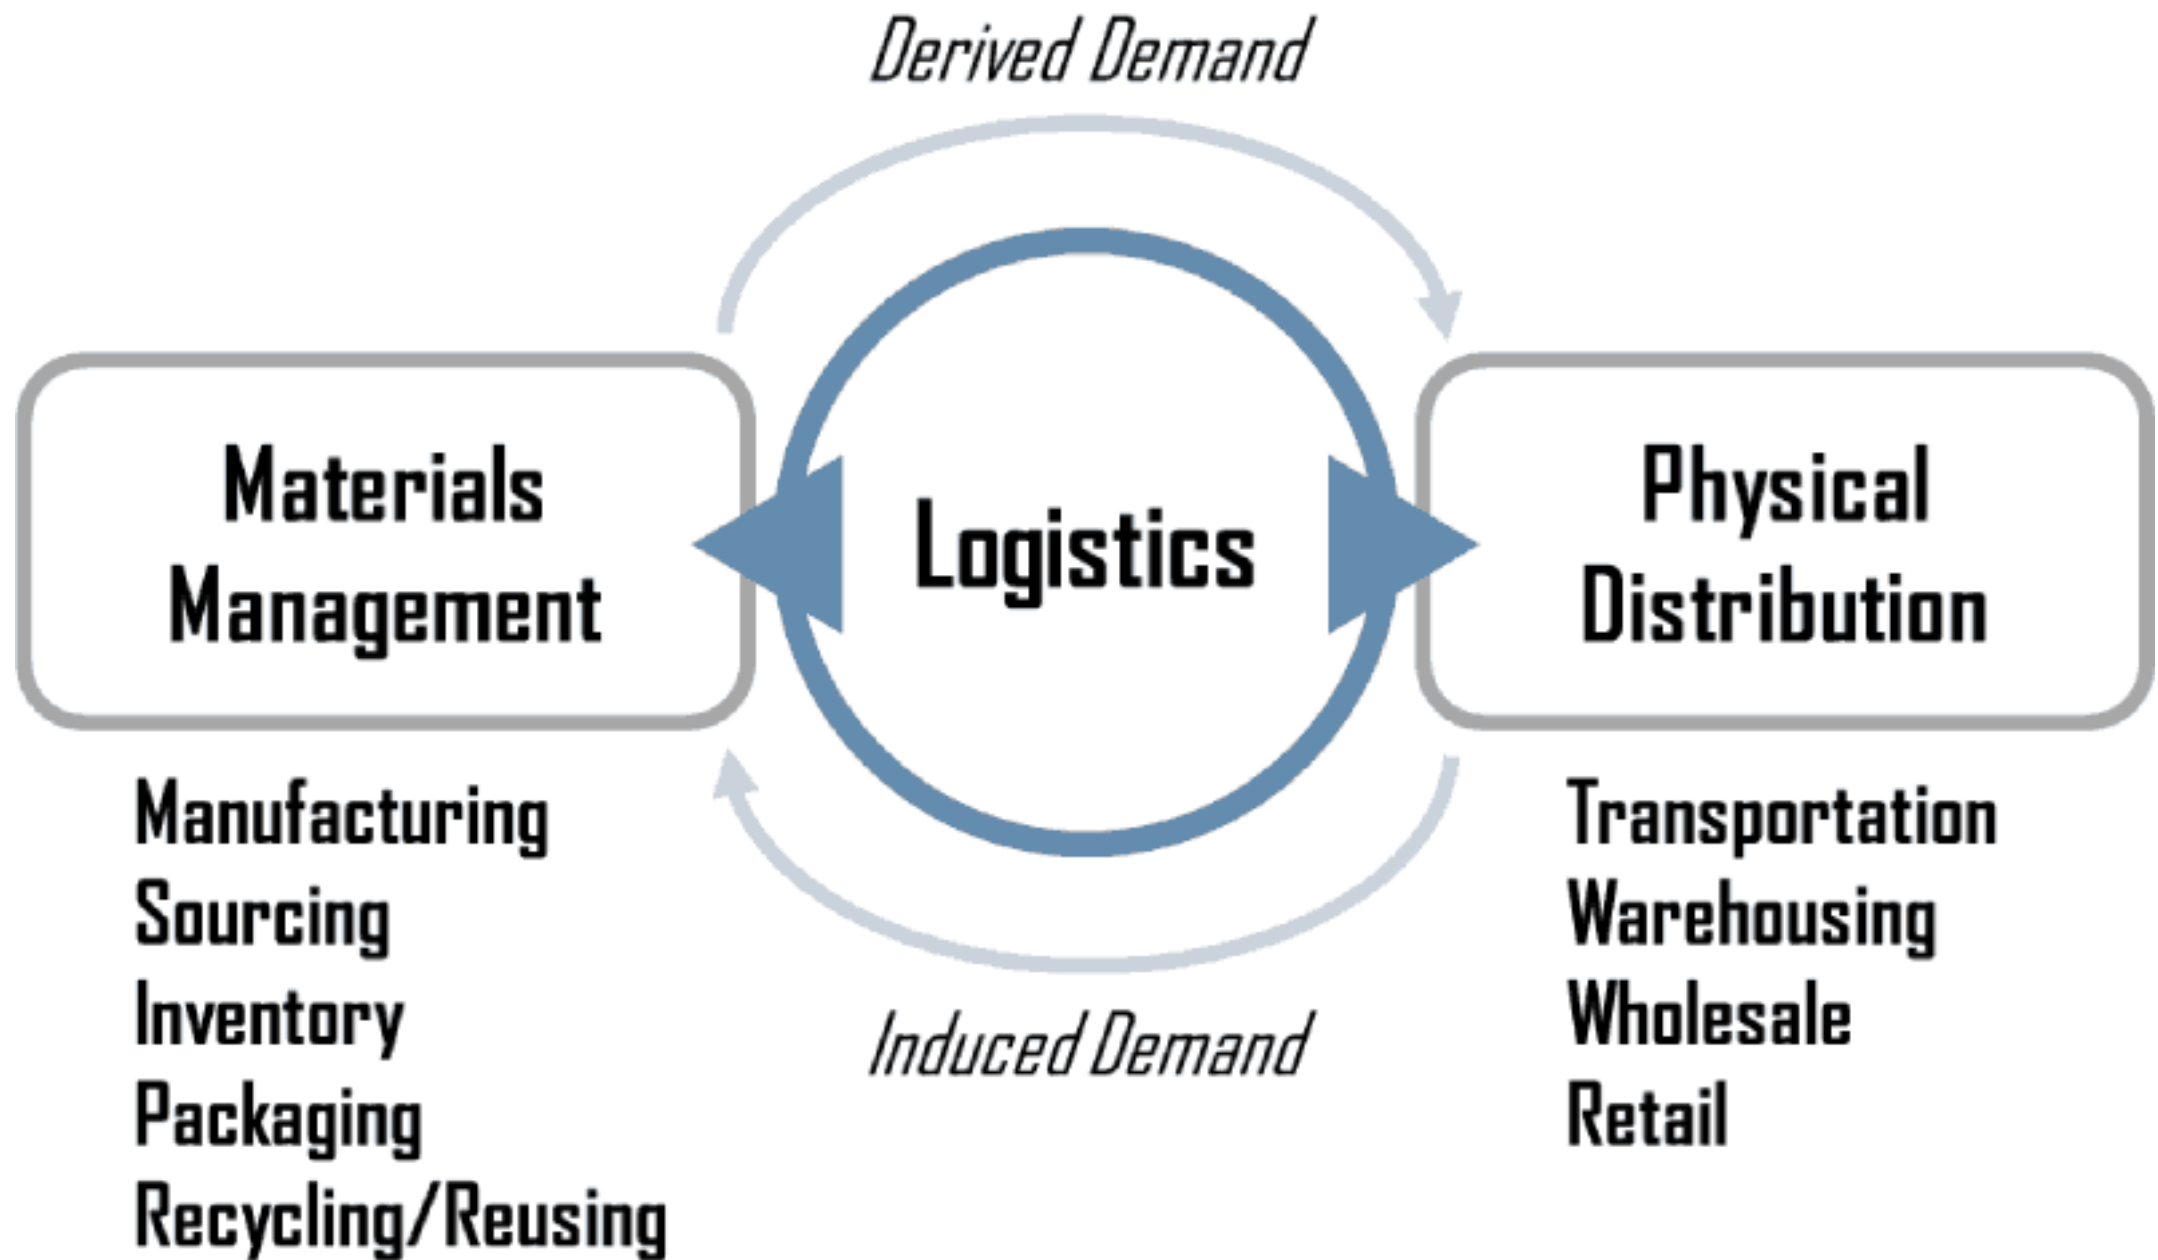 Derived Demand
Materials
Management
Logistics
Physical
Distribution
Induced Demand
Manufacturing
Sourcing
Inventory
Packaging
Recycling/Reusing
Transportation
Warehousing
Wholesale
Retail